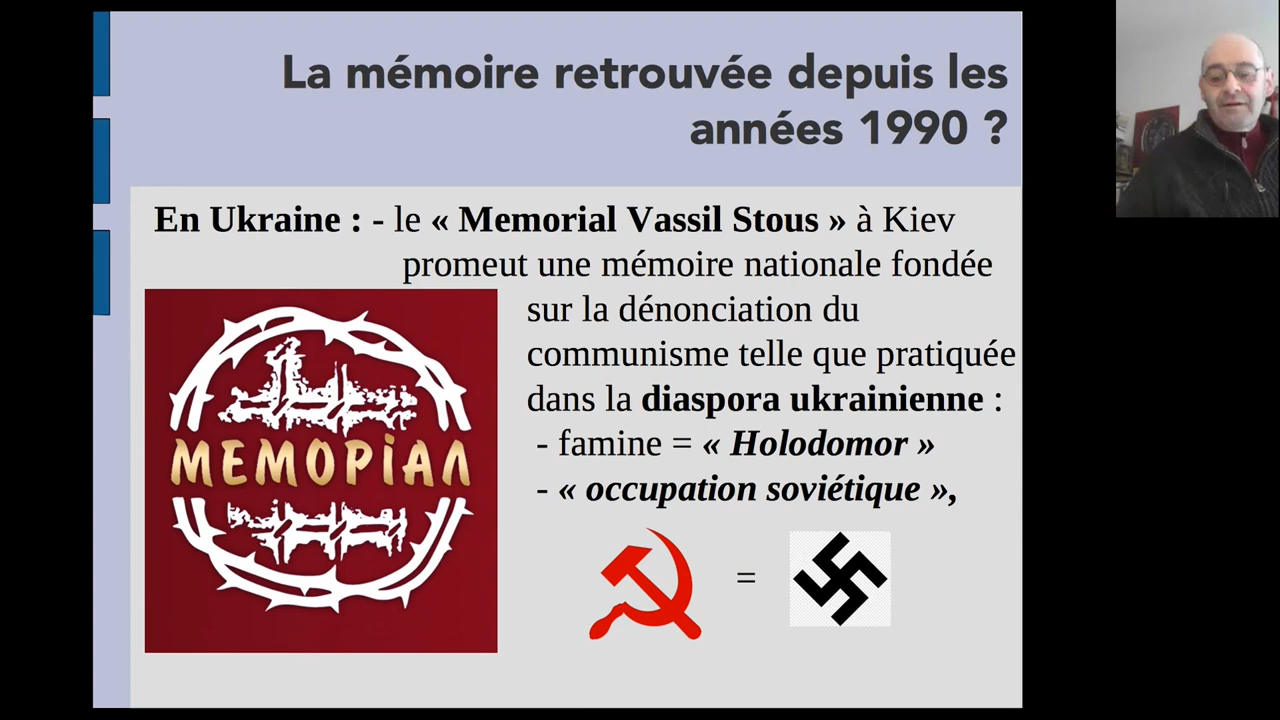 La mémoire retrouvée depuis les
années 1990 ?
En Ukraine : - le « Memorial Vassil Stous » à Kiev
promeut une mémoire nationale fondée
sur la dénonciation du
communisme telle que pratiquée
dans la diaspora ukrainienne :
- famine = « Holodomor »
- « occupation soviétique »,
=
МЕМОРІАЛ